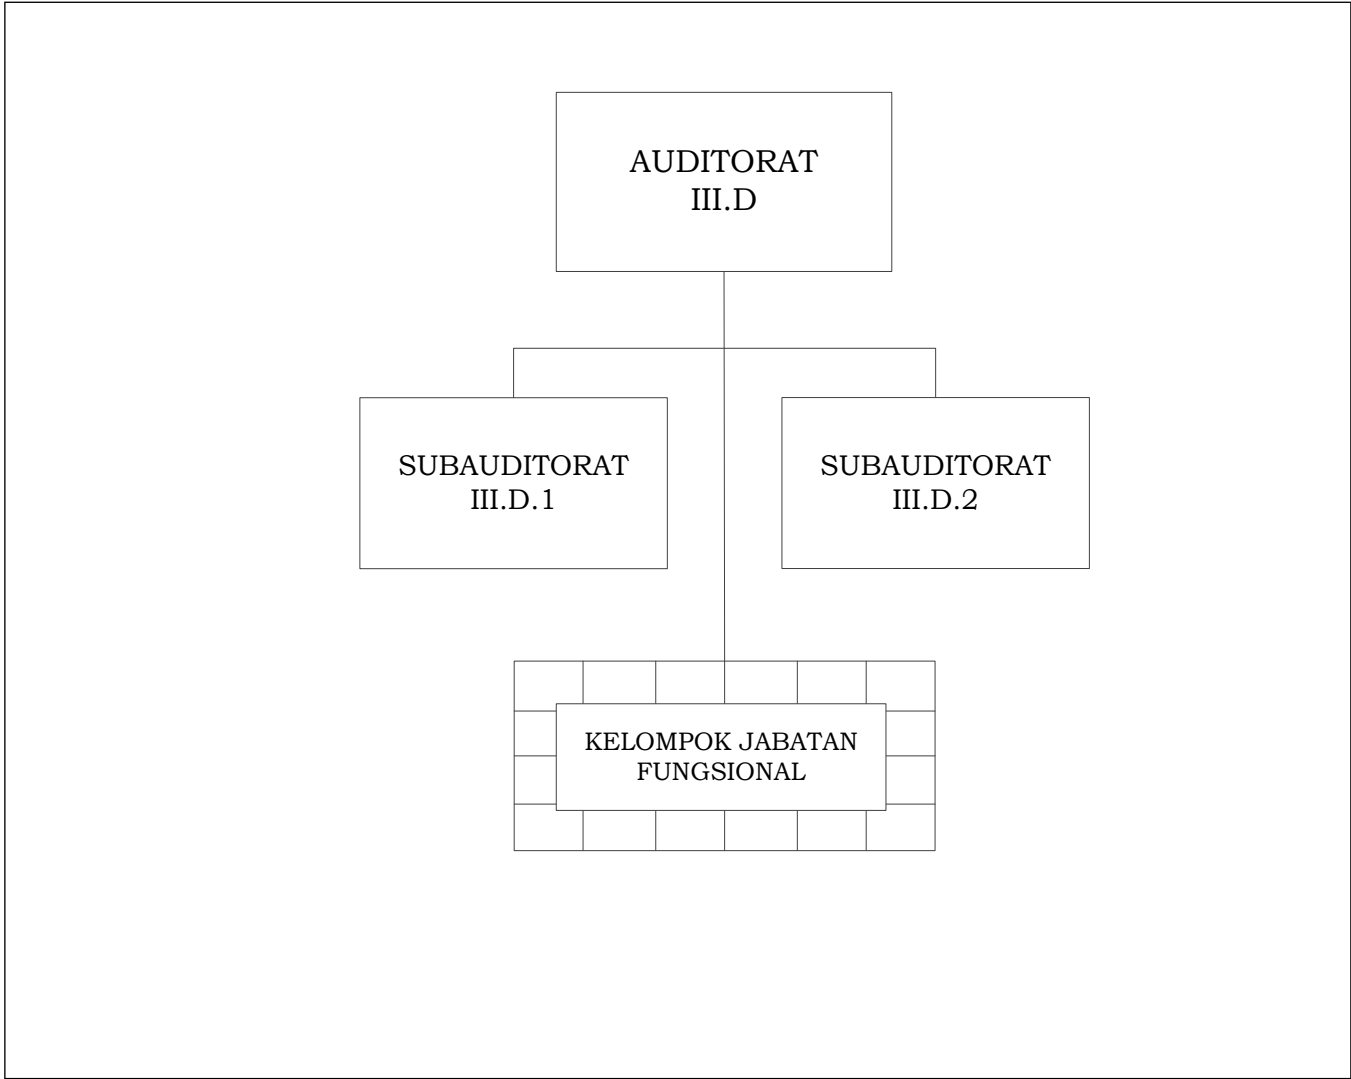 AUDITORAT
III.D
SUBAUDITORAT
III.D.1
SUBAUDITORAT
III.D.2
KELOMPOK JABATAN
FUNGSIONAL